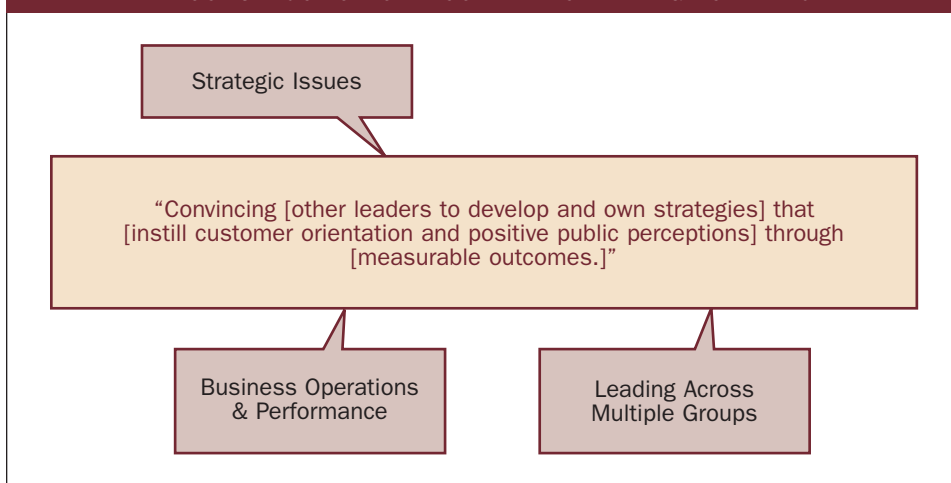 Strategic Issues
“Convincing [other leaders to develop and own strategies] that
[instill customer orientation and positive public perceptions] through
[measurable outcomes.]”
Business Operations
& Performance
Leading Across
Multiple Groups